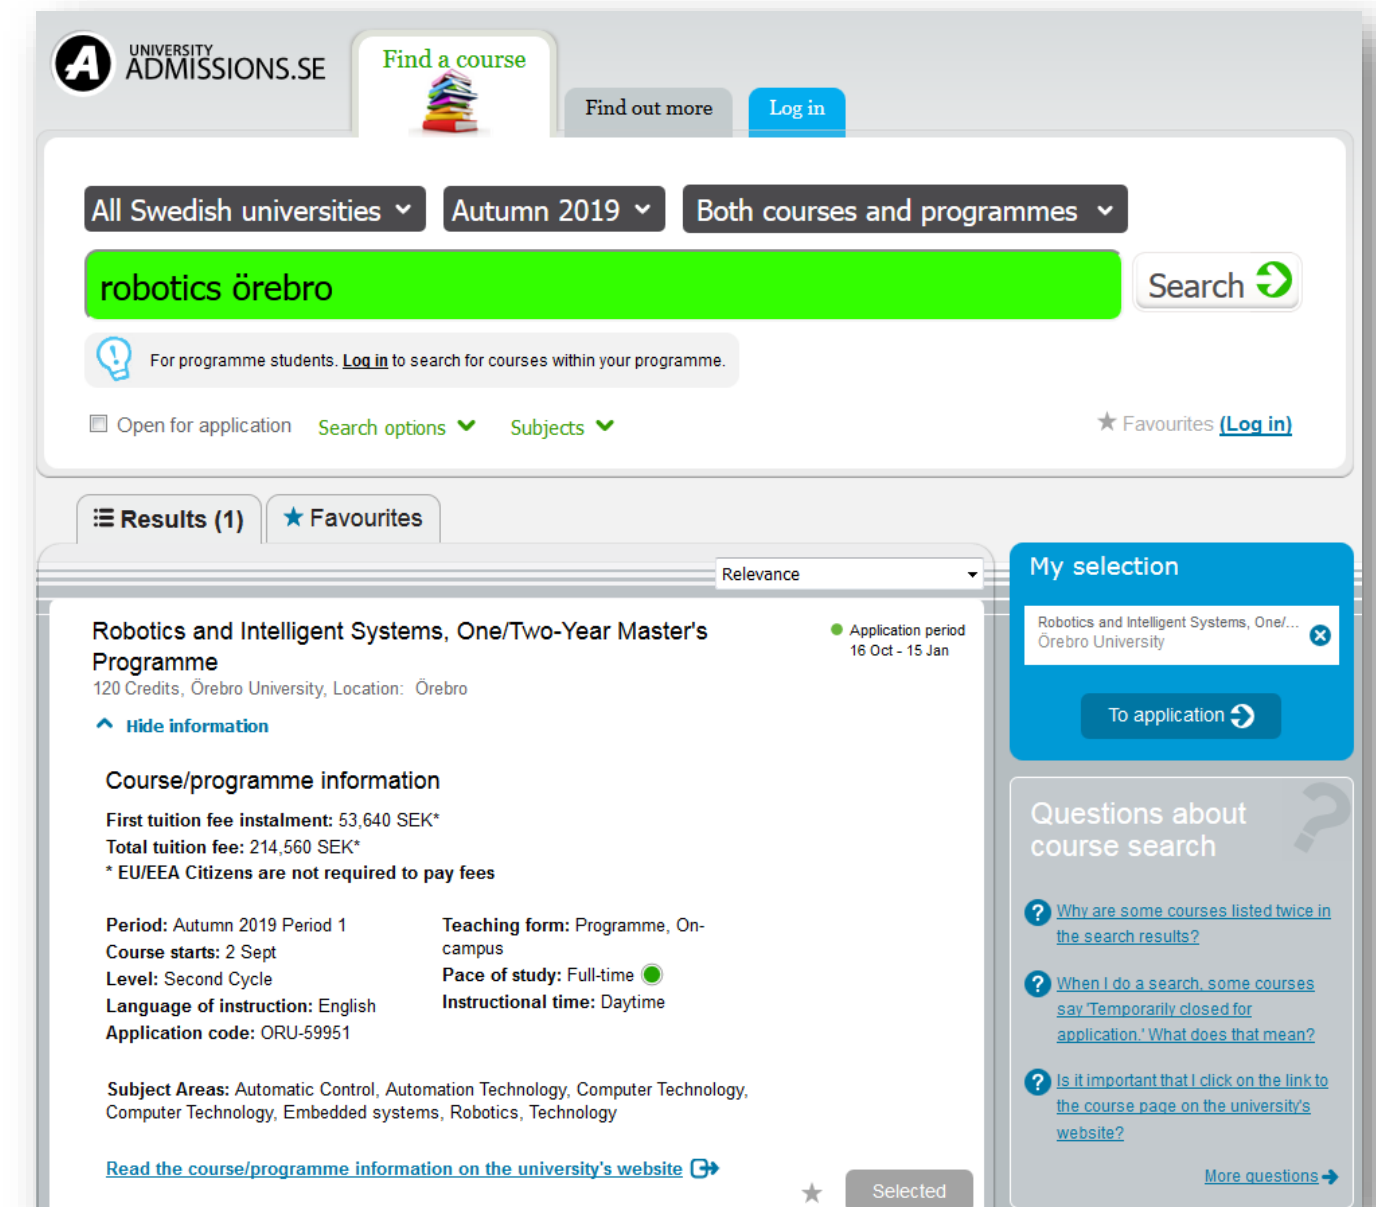 UNIVERSITY
ADMISSIONS.SE
Find a course
Find out more
Log in
All Swedish universities
Autumn 2019
Both courses and programmes
robotics örebro
Search
For programme students. Log in to search for courses within your programme.
Open for application
Search options
Subjects
Favourites (Log in)
Results (1)
Favourites
Relevance
Robotics and Intelligent Systems, One/Two-Year Master's
Programme
120 Credits, Örebro University, Location: Örebro
Application period
16 Oct - 15 Jan
Hide information
Course/programme information
First tuition fee instalment: 53,640 SEK*
Total tuition fee: 214,560 SEK*
* EU/EEA Citizens are not required to pay fees
Period: Autumn 2019 Period 1
Course starts: 2 Sept
Level: Second Cycle
Language of instruction: English
Application code: ORU-59951
Teaching form: Programme, On-
campus
Pace of study: Full-time
Instructional time: Daytime
Subject Areas: Automatic Control, Automation Technology, Computer Technology,
Computer Technology, Embedded systems, Robotics, Technology
Read the course/programme information on the university's website
Selected
My selection
Robotics and Intelligent Systems, One/...
Örebro University
To application
Questions about
course search
?
Why are some courses listed twice in
the search results?
When I do a search, some courses
say 'Temporarily closed for
application.' What does that mean?
Is it important that I click on the link to
the course page on the university's
website?
More questions